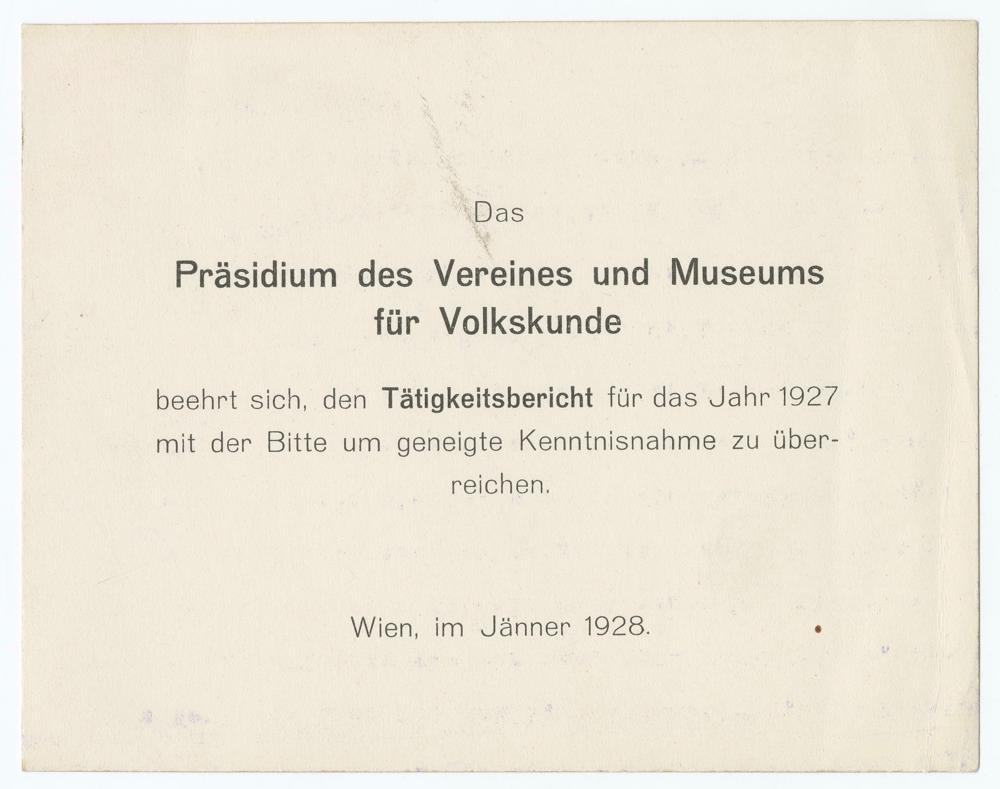 Das
Präsidium des Vereines und Museums
für Volkskunde
beehrt sich, den Tätigkeitsbericht für das Jahr 1927
mit der Bitte um geneigte Kenntnisnahme zu über-
reichen.
Wien, im Jänner 1928.